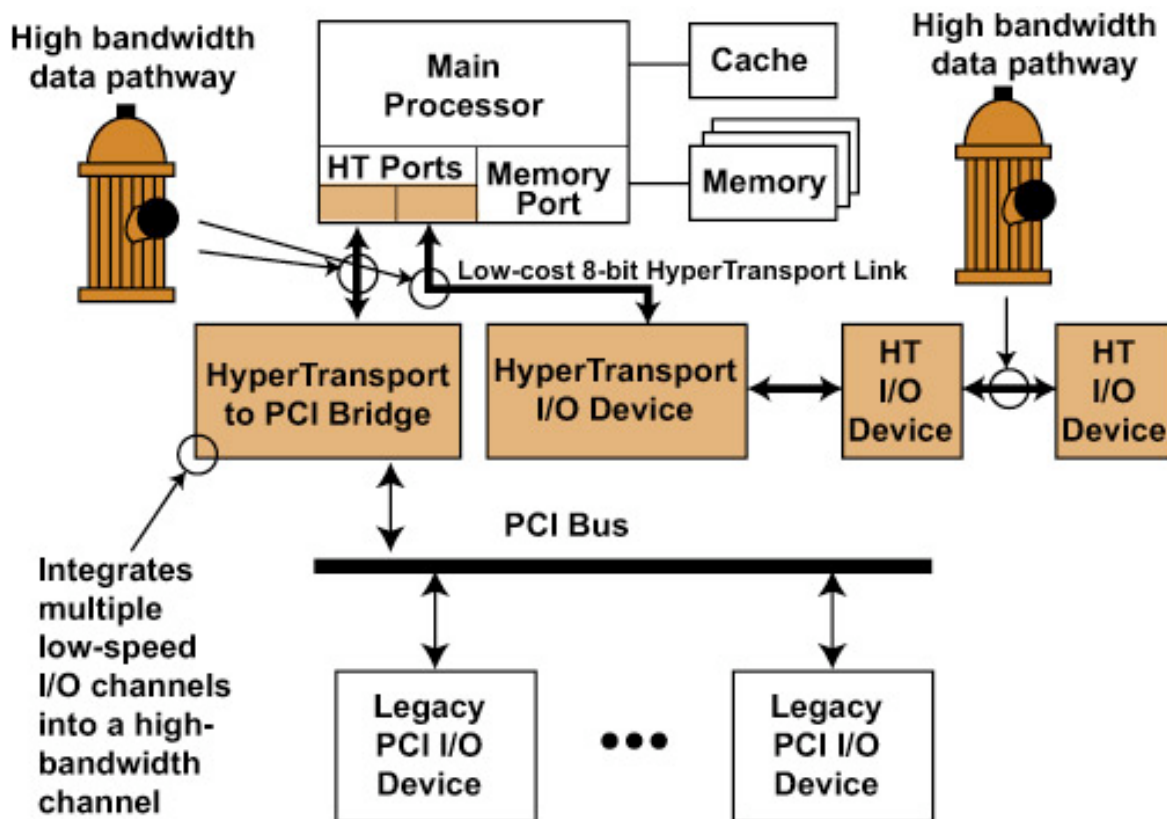 High bandwidth
data pathway
Main
Processor
Cache
High bandwidth
data pathway
HT Ports
Memory
Port
Memory
Low-cost 8-bit HyperTransport Link
HyperTransport
to PCI Bridge
HyperTransport
I/O Device
HT
I/O
Device
HT
I/O
Device
PCI Bus
Integrates
multiple
low-speed
I/O channels
into a high-
bandwidth
channel
Legacy
PCI I/O
Device
Legacy
PCI I/O
Device